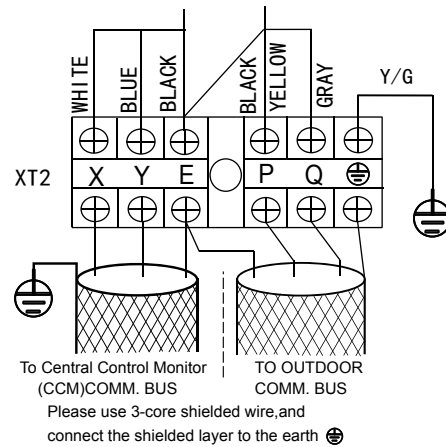 WHITE
BLUE
BLACK
BLACK
YELLOW
GRAY
Y/G
XT2
X Y E P Q
To Central Control Monitor
(CCM)COMM. BUS
TO OUTDOOR
COMM. BUS
Please use 3-core shielded wire,and
connect the shielded layer to the earth